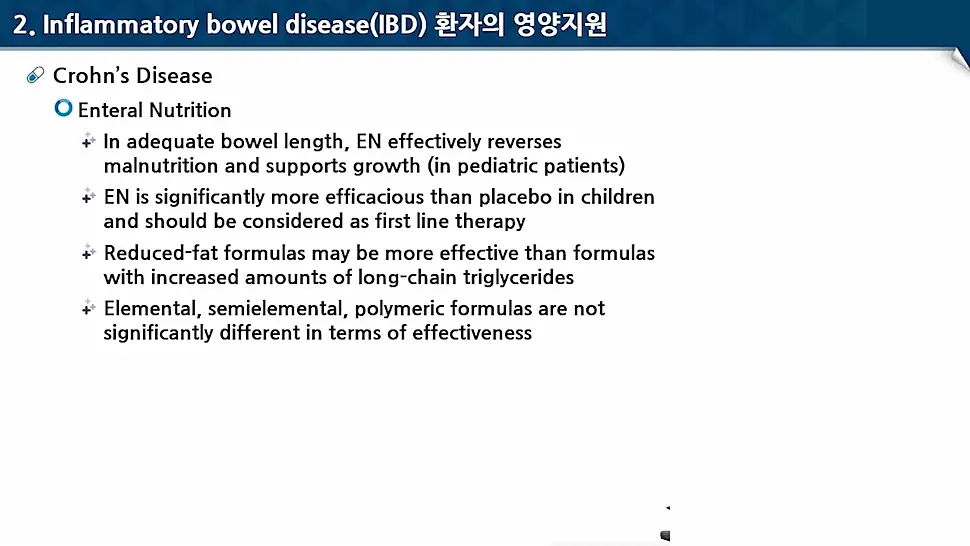 2. Inflammatory bowel disease(IBD) 환자의 영양지원
Crohn's Disease
Enteral Nutrition
In adequate bowel length, EN effectively reverses
malnutrition and supports growth (in pediatric patients)
EN is significantly more efficacious than placebo in children
and should be considered as first line therapy
Reduced-fat formulas may be more effective than formulas
with increased amounts of long-chain triglycerides
Elemental, semielemental, polymeric formulas are not
significantly different in terms of effectiveness